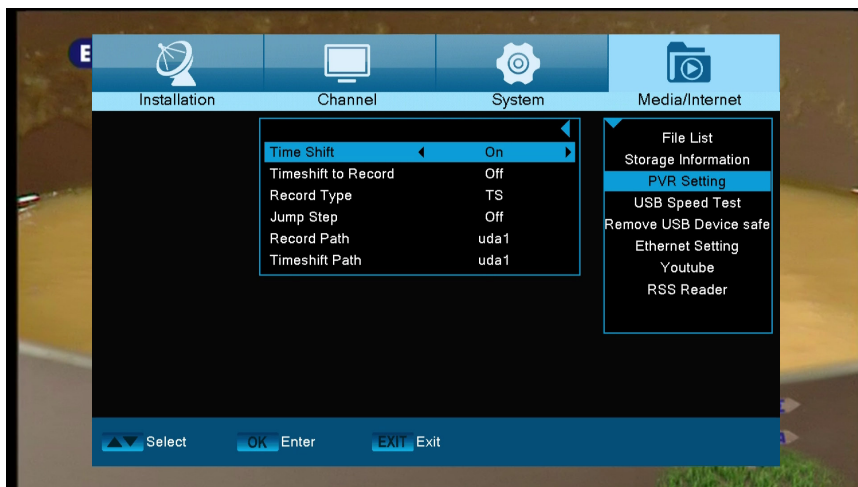 E
Installation Channel System Media/Internet
Time Shift On
Timeshift to Record Off
Record Type TS
Jump Step Off
Record Path uda1
Timeshift Path uda1
File List
Storage Information
PVR Setting
USB Speed Test
Remove USB Device safe
Ethernet Setting
Youtube
RSS Reader
E
A
Select OK Enter EXIT Exit